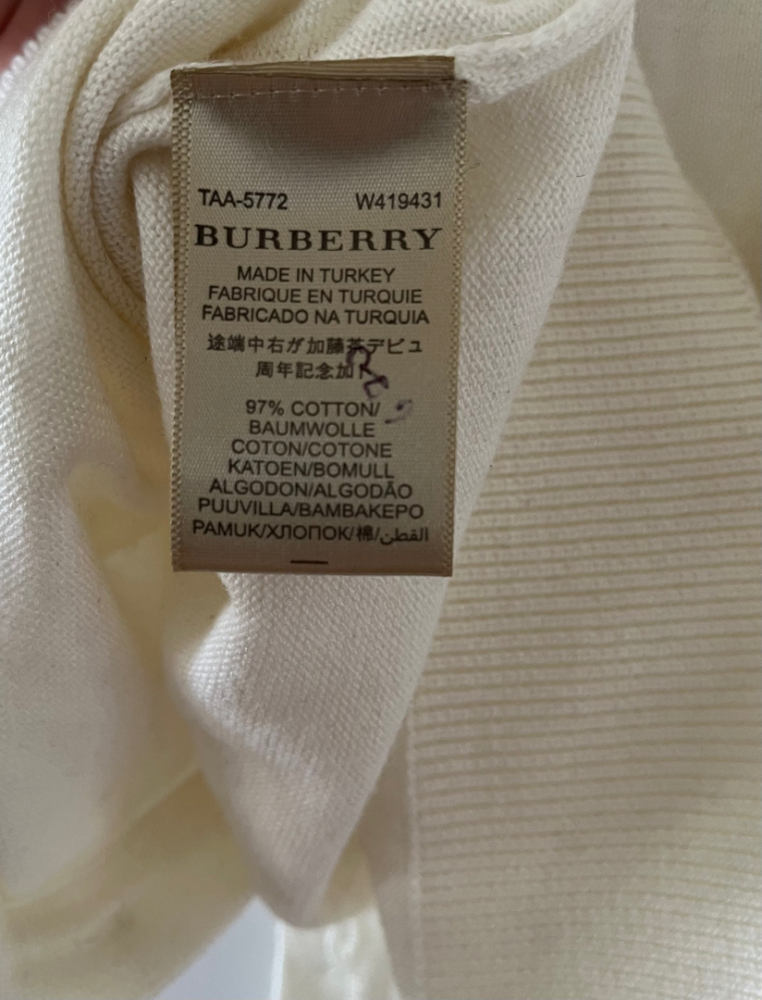 TAA-5772 W419431
BURBERRY
MADE IN TURKEY
FABRIQUE EN TURQUIE
FABRICADO NA TURQUIA
途端中右が加藤茶デビュ
周年記念加
97% COTTON/
BAUMWOLLE
COTON/COTONE
KATOEN/BOMULL
ALGODON/ALGODÃO
PUUVILLA/BAMBAKEPO
PAMUK/ХЛОПОК/棉/القطن